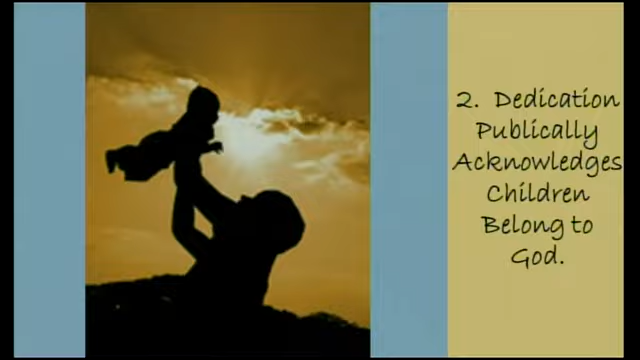 2. Dedication
Publically
Acknowledges
Children
Belong to
God.